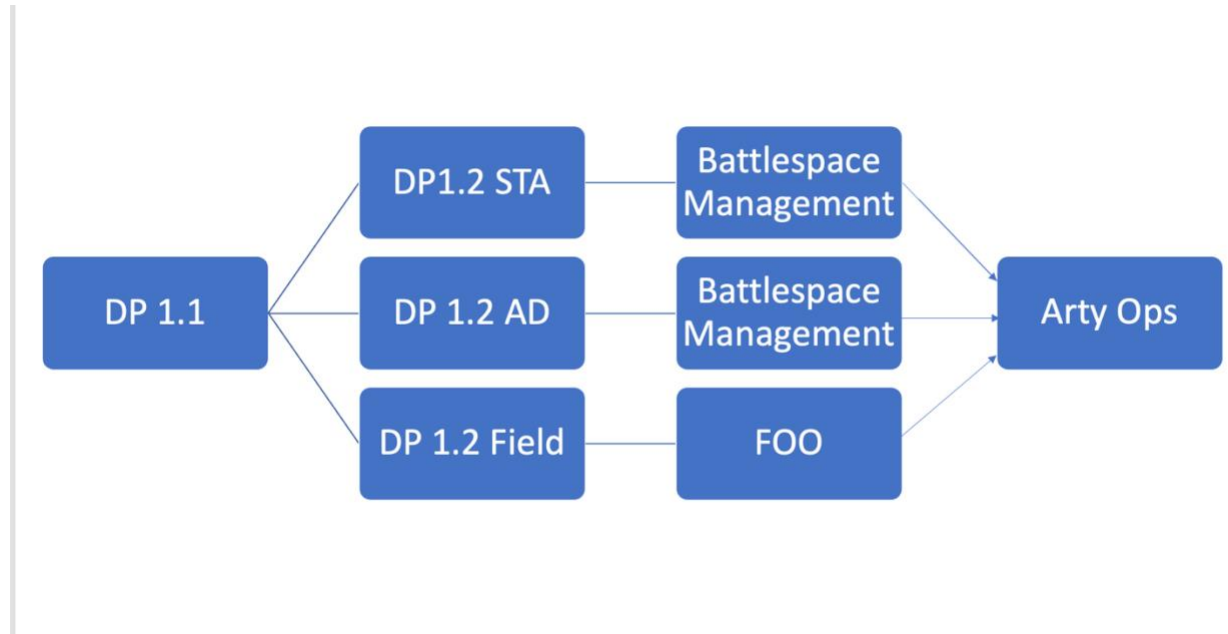 DP 1.1
DP1.2 STA
DP 1.2 AD
DP 1.2 Field
Battlespace
Management
Battlespace
Management
FOO
Arty Ops